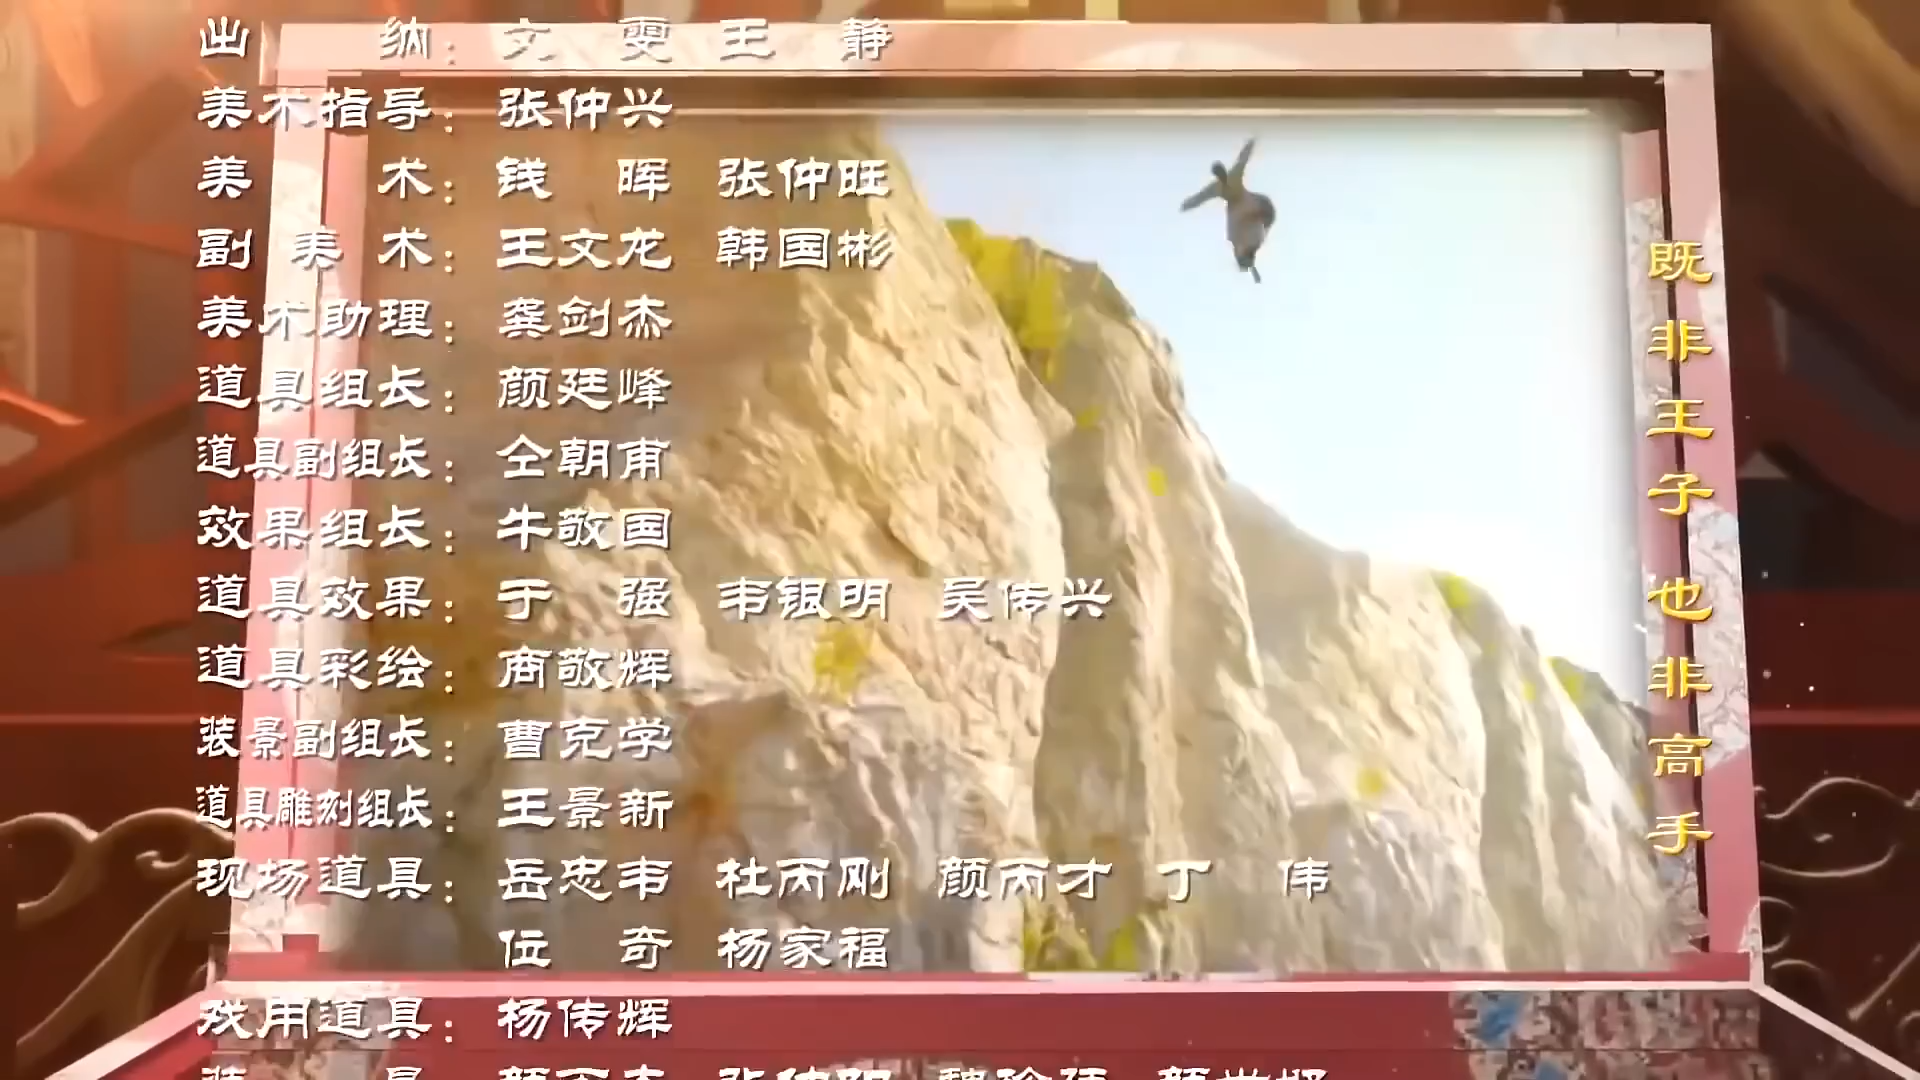 出纳：文雯 王静
美术指导：张仲兴
美术：钱晖 张仲旺
副美术：王文龙 韩国彬
美术助理：龚剑杰
道具组长：颜廷峰
道具副组长：仝朝甫
效果组长：牛敬国
道具效果：于强 韦银明 吴传兴
道具彩绘：商敬辉
装景副组长：曹克学
道具雕刻组长：王景新
现场道具：岳忠韦 杜丙刚 颜丙才 丁伟
位奇 杨家福
戏用道具：杨传辉
既非王子也非高手